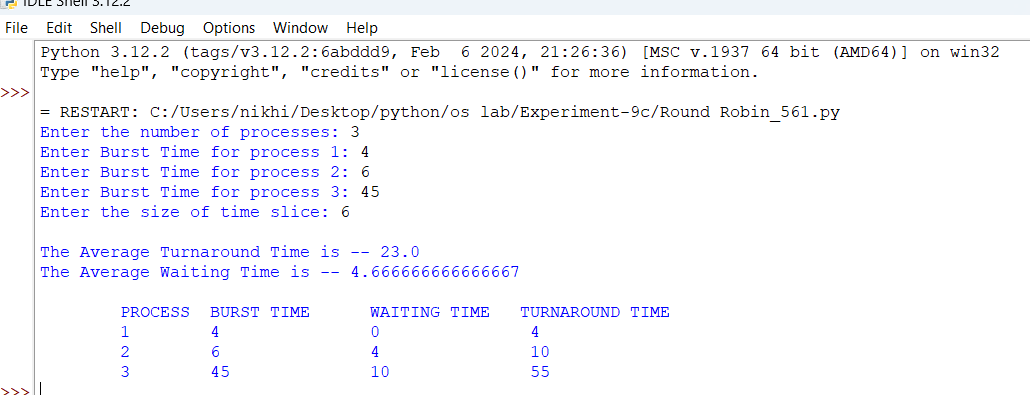 IDLE Shell 3.12.2
File Edit Shell Debug Options Window Help
Python 3.12.2 (tags/v3.12.2:6abddd9, Feb  6 2024, 21:26:36) [MSC v.1937 64 bit (AMD64)] on win32
Type "help", "copyright", "credits" or "license()" for more information.
>>>
= RESTART: C:/Users/nikhi/Desktop/python/os lab/Experiment-9c/Round Robin_561.py
Enter the number of processes: 3
Enter Burst Time for process 1: 4
Enter Burst Time for process 2: 6
Enter Burst Time for process 3: 45
Enter the size of time slice: 6
The Average Turnaround Time is -- 23.0
The Average Waiting Time is -- 4.666666666666667
PROCESS BURST TIME WAITING TIME TURNAROUND TIME
1 4 0 4
2 6 4 10
3 45 10 55
>>>